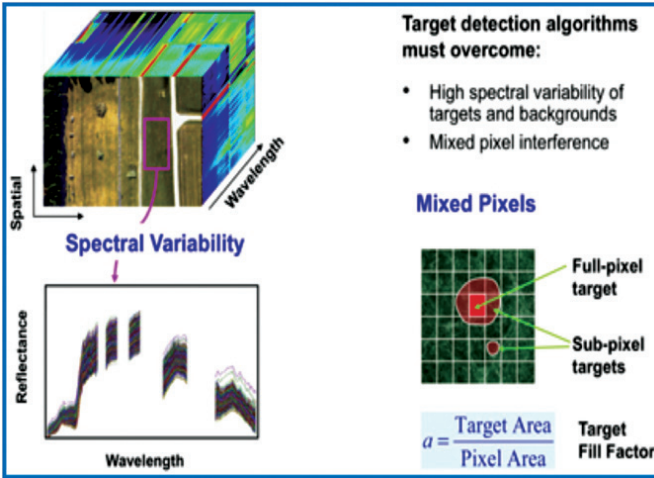 Spatial
Wavelength
Spectral Variability
Reflectance
Wavelength
Target detection algorithms
must overcome:
• High spectral variability of
targets and backgrounds
• Mixed pixel interference
Mixed Pixels
Full-pixel
target
Sub-pixel
targets
a = Target Area / Pixel Area
Target
Fill Factor